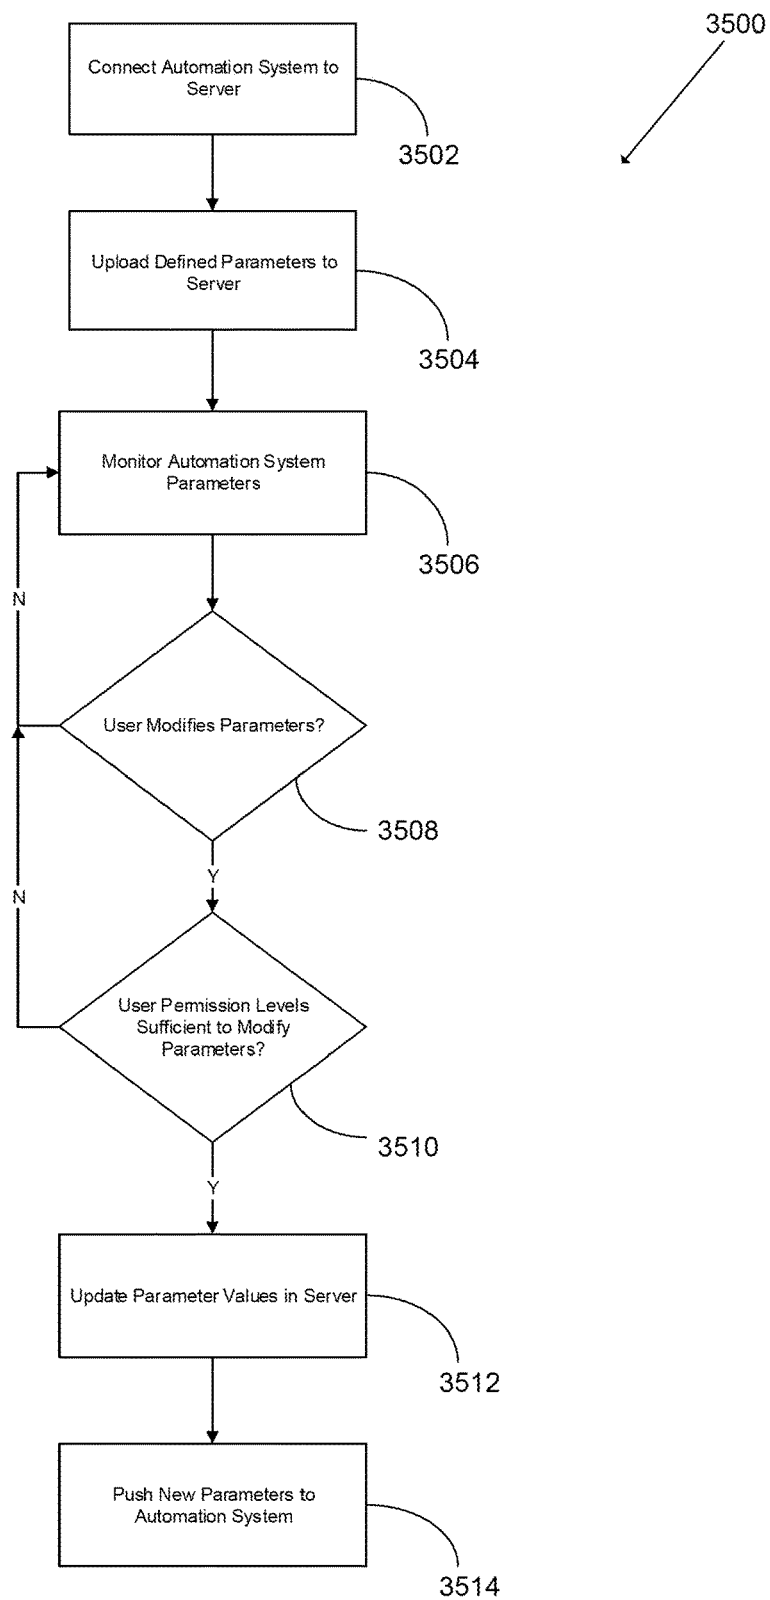 3500
Connect Automation System to
Server
3502
Upload Defined Parameters to
Server
3504
Monitor Automation System
Parameters
3506
N
User Modifies Parameters?
3508
Y
N
User Permission Levels
Sufficient to Modify
Parameters?
3510
Y
Update Parameter Values in Server
3512
Push New Parameters to
Automation System
3514